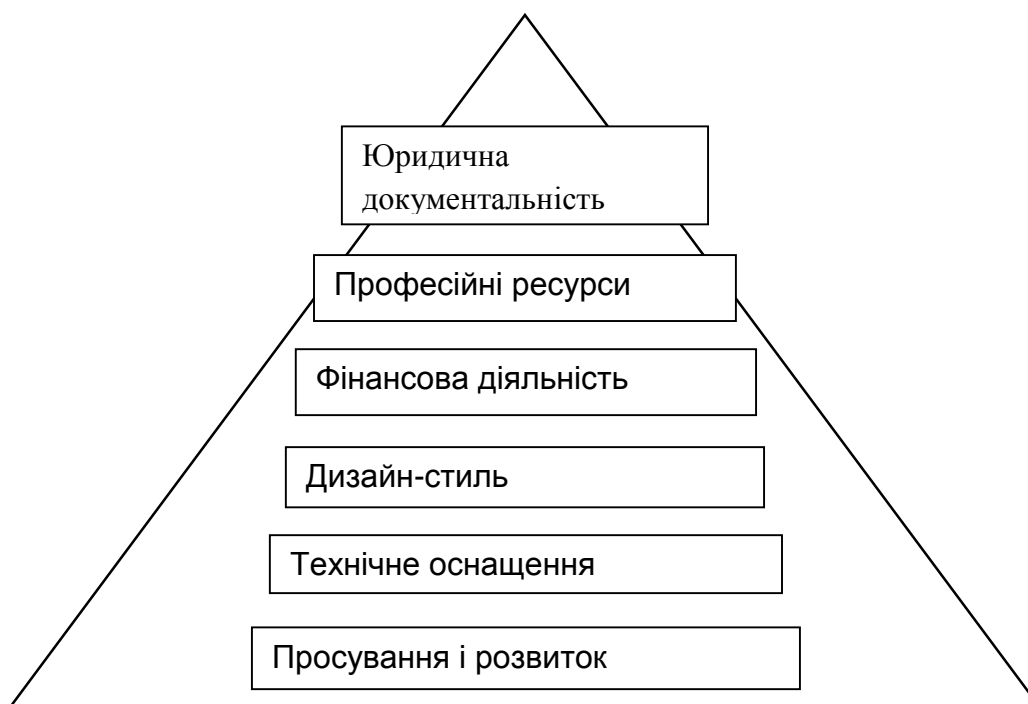 Юридична
документальність
Професійні ресурси
Фінансова діяльність
Дизайн-стиль
Технічне оснащення
Просування і розвиток